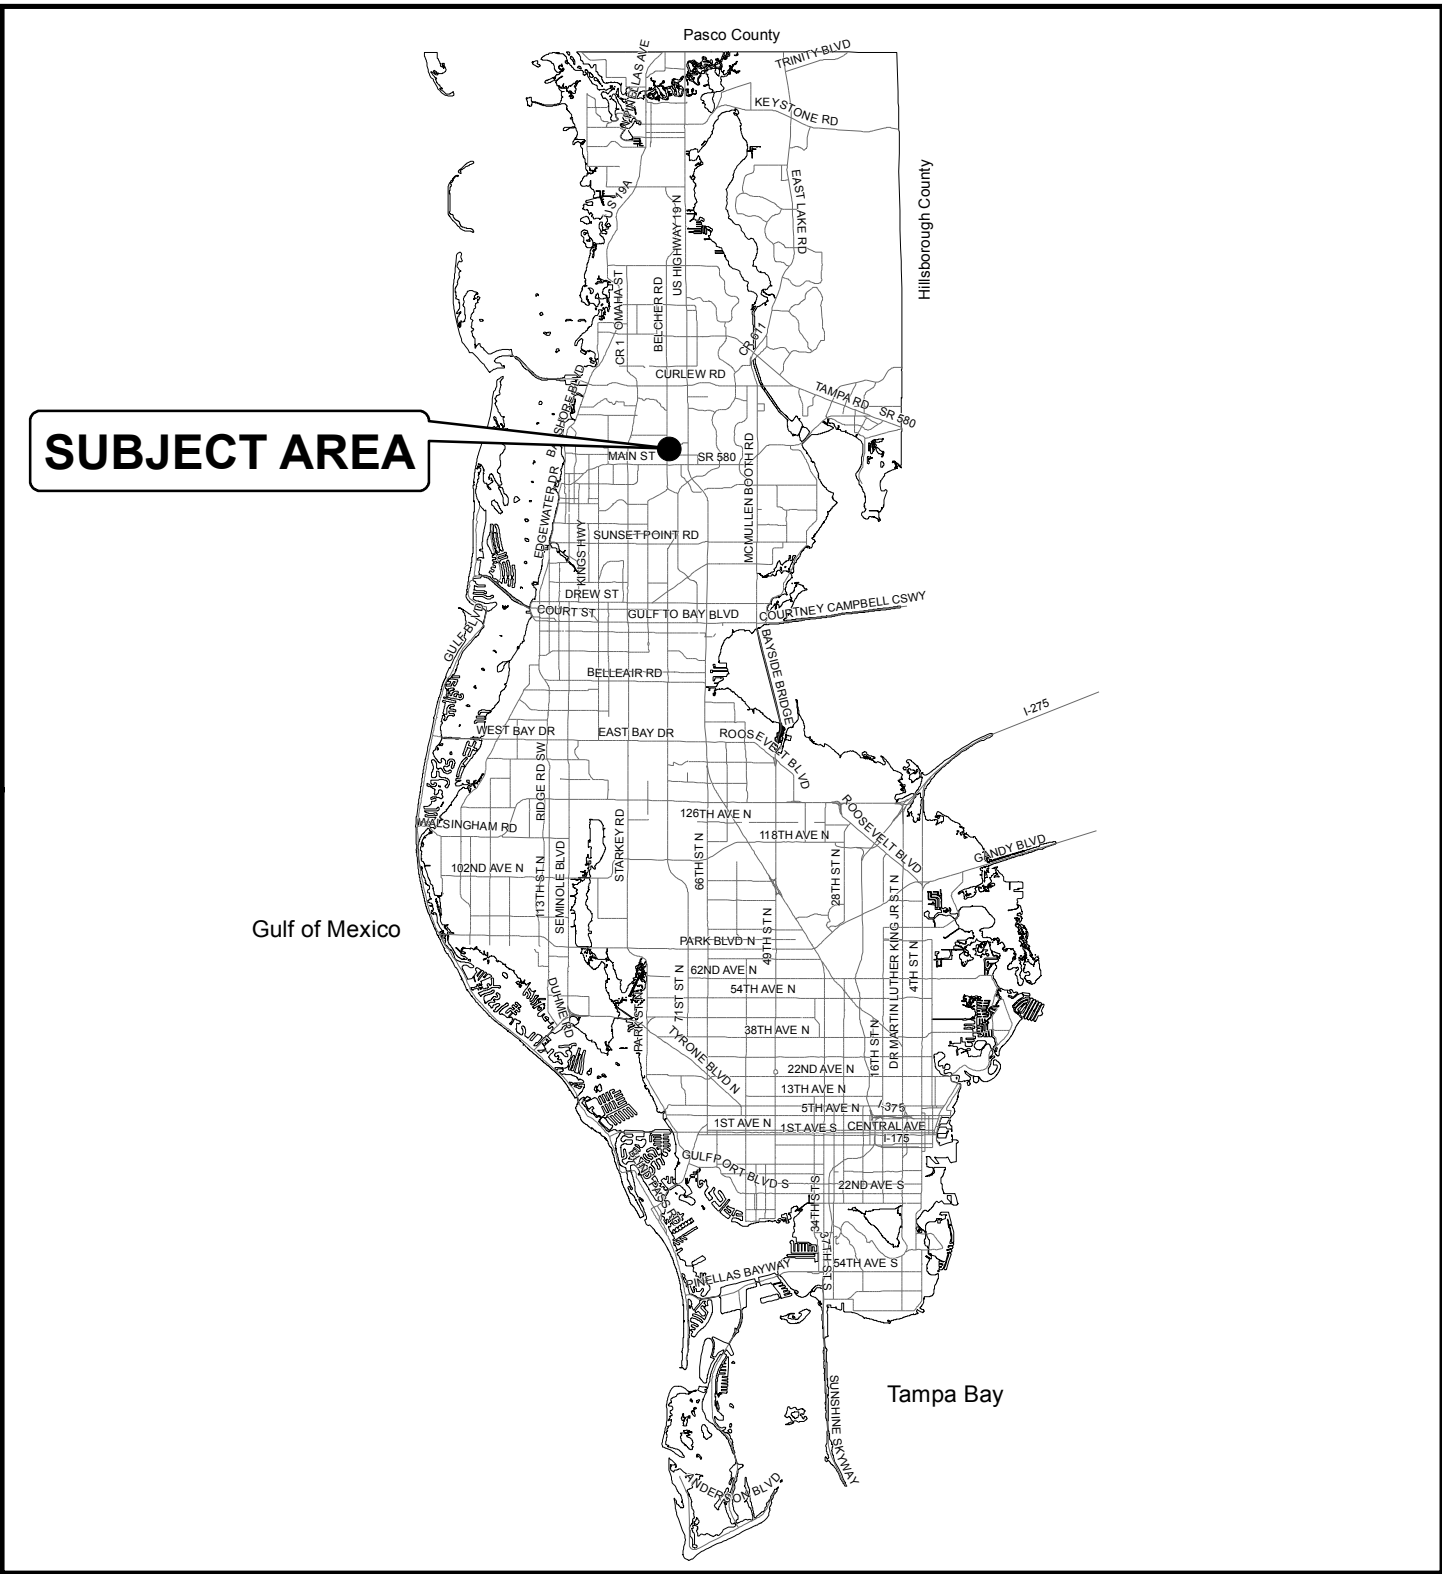 Pasco County
TRINITY BLVD
PINELLAS AVE
KEYSTONE RD
Hillsborough County
EAST LAKE RD
US 19A
US HIGHWAY 19 N
OMAHA ST
CR 1
BELCHER RD
CR 611
CURLEW RD
TAMPA RD
SR 580
BAYSHORE BLVD
SUBJECT AREA
MAIN ST
SR 580
MCMULLEN BOOTH RD
EDGEWATER DR
KINGS HWY
SUNSET POINT RD
DREW ST
COURT ST
GULF TO BAY BLVD
COURTNEY CAMPBELL CSWY
GULF BLVD
BAYSIDE BRIDGE
BELLEAIR RD
I-275
WEST BAY DR
EAST BAY DR
ROOSEVELT BLVD
RIDGE RD SW
WALSINGHAM RD
STARKEY RD
126TH AVE N
118TH AVE N
ROOSEVELT BLVD
GANDY BLVD
102ND AVE N
113TH ST N
SEMINOLE BLVD
66TH ST N
28TH ST N
DR MARTIN LUTHER KING JR ST N
Gulf of Mexico
PARK BLVD N
49TH ST N
4TH ST N
62ND AVE N
54TH AVE N
71ST ST N
DUHME RD
PARK ST N
38TH AVE N
TYRONE BLVD N
16TH ST N
22ND AVE N
13TH AVE N
5TH AVE N
I-375
1ST AVE N
1ST AVE S
CENTRAL AVE
I-175
GULFPORT BLVD S
22ND AVE S
34TH ST S
37TH ST S
54TH AVE S
PINELLAS BAYWAY
Tampa Bay
SUNSHINE SKYWAY
ANDERSON BLVD